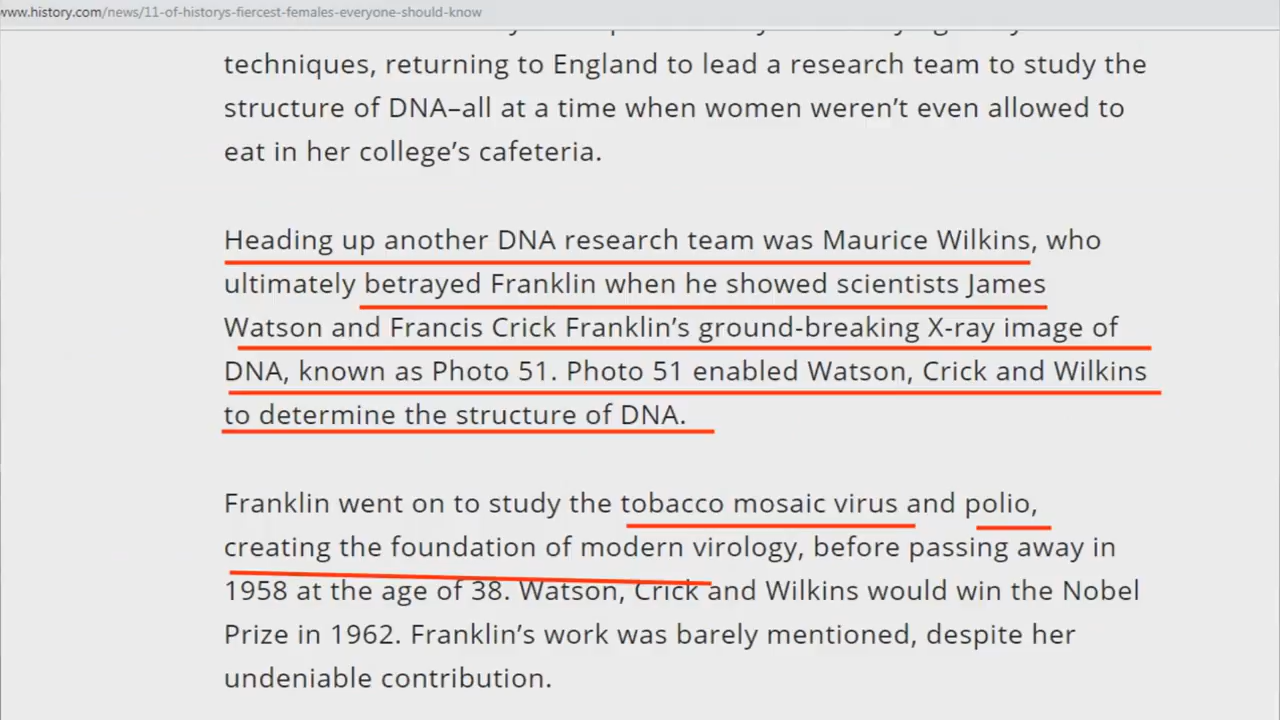 www.history.com/news/11-of-historys-fiercest-females-everyone-should-know
techniques, returning to England to lead a research team to study the
structure of DNA–all at a time when women weren’t even allowed to
eat in her college’s cafeteria.
Heading up another DNA research team was Maurice Wilkins, who
ultimately betrayed Franklin when he showed scientists James
Watson and Francis Crick Franklin’s ground-breaking X-ray image of
DNA, known as Photo 51. Photo 51 enabled Watson, Crick and Wilkins
to determine the structure of DNA.
Franklin went on to study the tobacco mosaic virus and polio,
creating the foundation of modern virology, before passing away in
1958 at the age of 38. Watson, Crick and Wilkins would win the Nobel
Prize in 1962. Franklin’s work was barely mentioned, despite her
undeniable contribution.